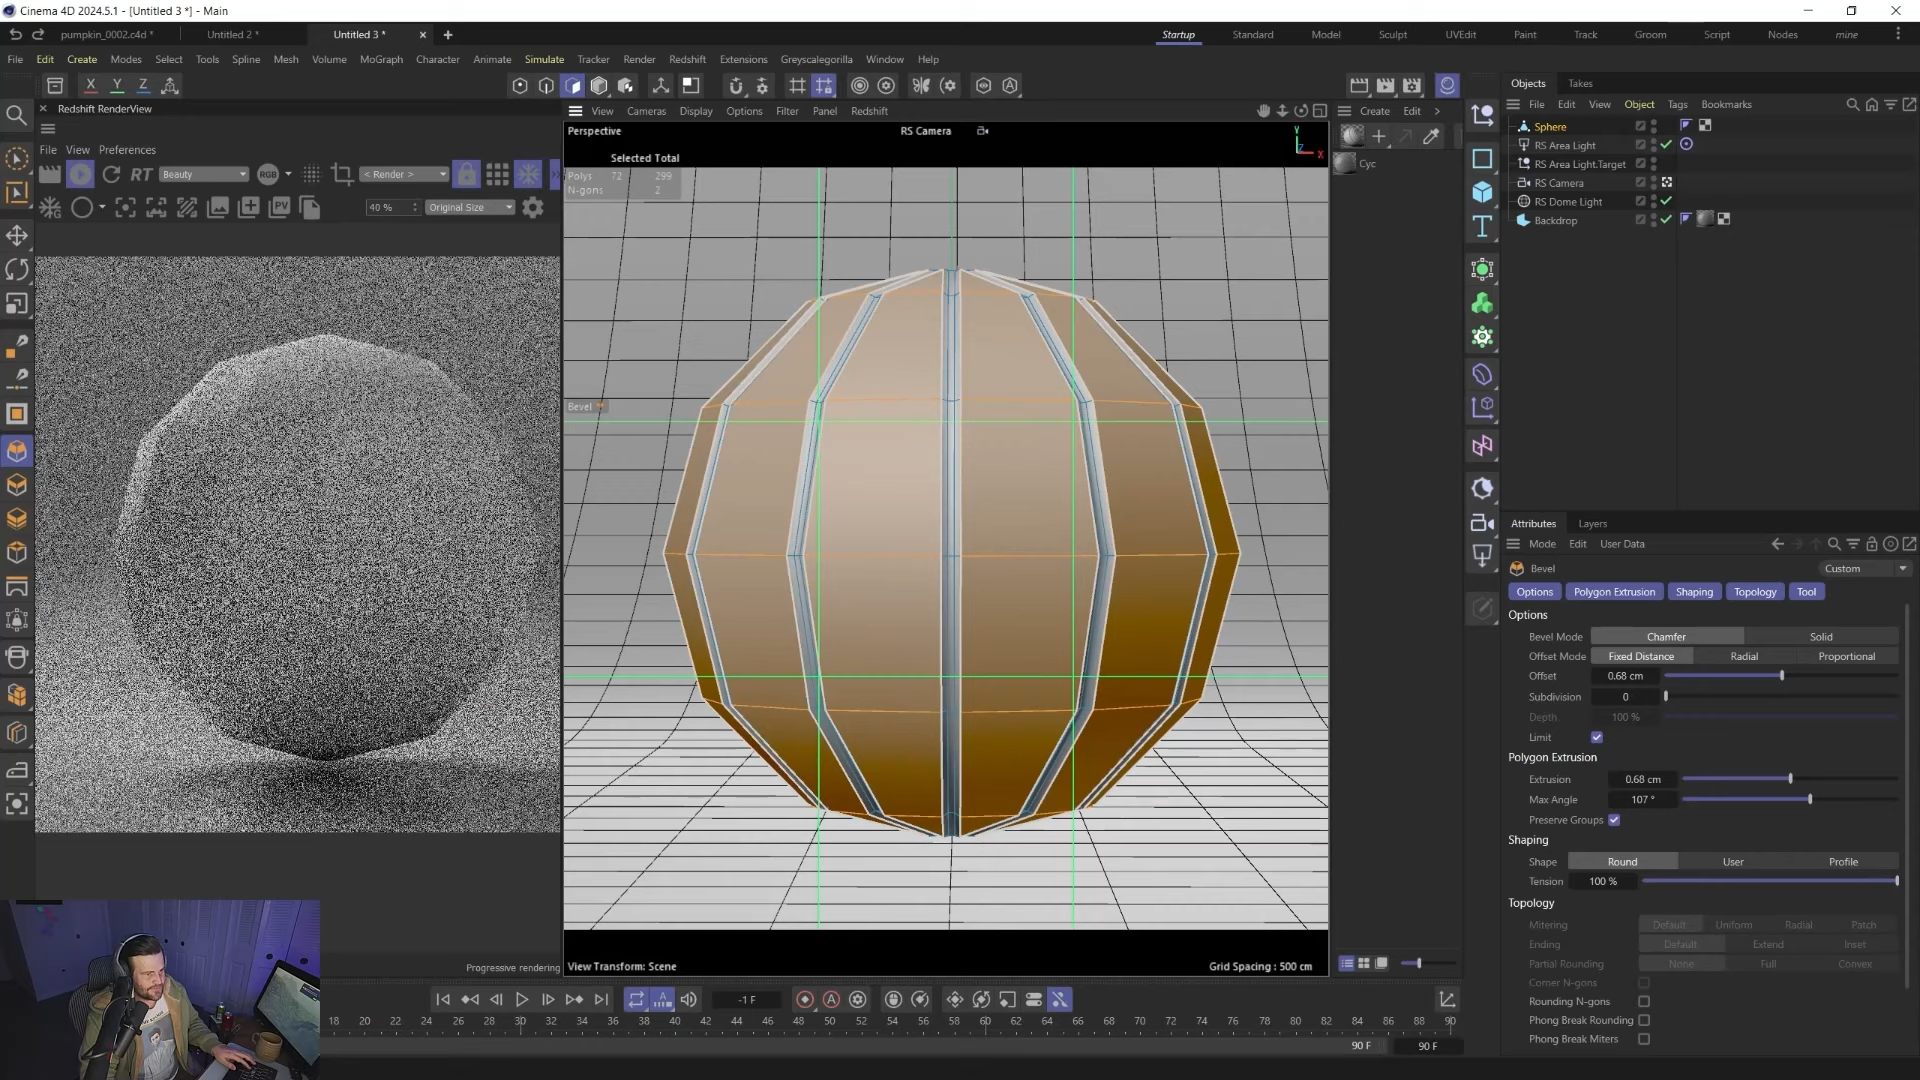 Cinema 4D 2024.5.1 - [Untitled 3 *] - Main
pumpkin_0002.c4d * Untitled 2 * Untitled 3 * Startup Standard Model Sculpt UVEdit Paint Track Groom Script Nodes mine
File Edit Create Modes Select Tools Spline Mesh Volume MoGraph Character Animate Simulate Tracker Render Redshift Extensions Greyscalegorilla Window Help
X Y Z
Redshift RenderView
File View Preferences
RT Beauty RGB < Render >
PV 40 % Original Size
View Cameras Display Options Filter Panel Redshift
Perspective RS Camera
Selected Total
Polys 72 299
N-gons 2
Bevel
Y
Z
X
Create Edit
Cyc
Objects Takes
File Edit View Object Tags Bookmarks
Sphere
RS Area Light
RS Area Light.Target
RS Camera
RS Dome Light
Backdrop
Attributes Layers
Mode Edit User Data
Bevel Custom
Options Polygon Extrusion Shaping Topology Tool
Options
Bevel Mode Chamfer Solid
Offset Mode Fixed Distance Radial Proportional
Offset 0.68 cm
Subdivision 0
Depth 100 %
Limit
Polygon Extrusion
Extrusion 0.68 cm
Max Angle 107 °
Preserve Groups
Shaping
Shape Round User Profile
Tension 100 %
Topology
Mitering Default Uniform Radial Patch
Ending Default Extend Inset
Partial Rounding None Full Convex
Corner N-gons
Rounding N-gons
Phong Break Rounding
Phong Break Miters
Progressive rendering
View Transform: Scene Grid Spacing : 500 cm
-1 F
18 20 22 24 26 28 30 32 34 36 38 40 42 44 46 48 50 52 54 56 58 60 62 64 66 68 70 72 74 76 78 80 82 84 86 88 90
90 F 90 F